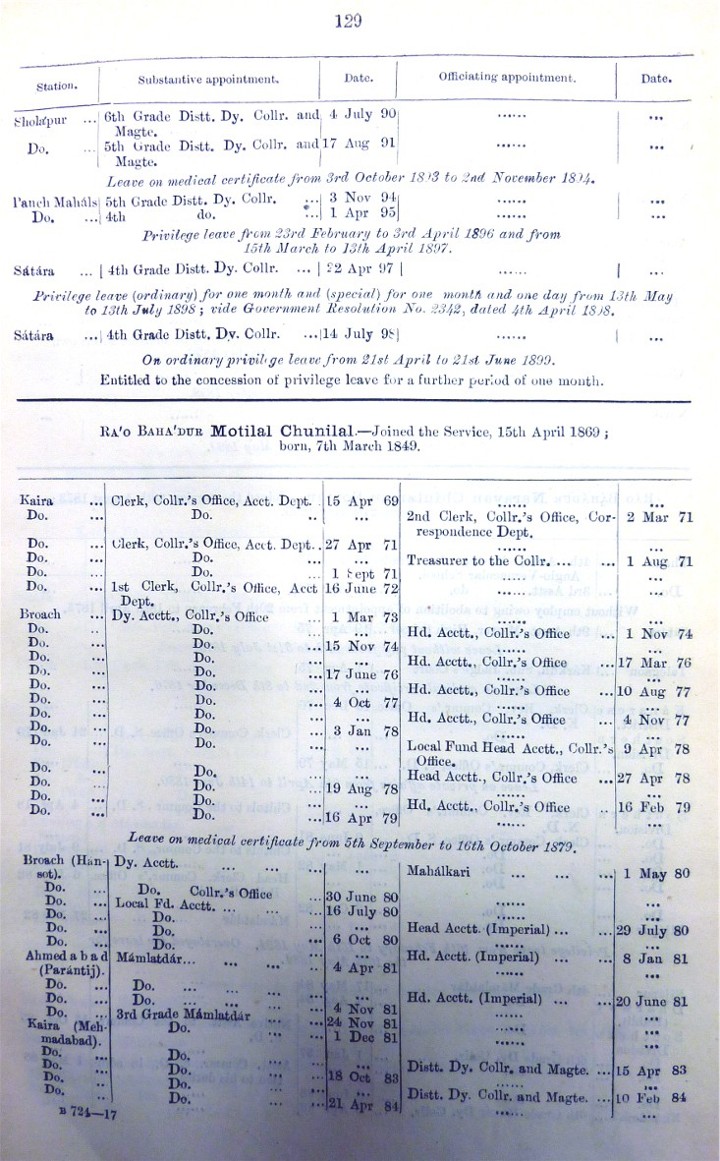 129
Station. Substantive appointment. Date. Officiating appointment. Date.
Sholápur ... 6th Grade Distt. Dy. Collr. and 4 July 90 ...... ...
Magte.
Do. ... 5th Grade Distt. Dy. Collr. and 17 Aug 91 ...... ...
Magte.
Leave on medical certificate from 3rd October 1893 to 2nd November 1894.
Panch Maháls 5th Grade Distt. Dy. Collr. ... 3 Nov 94 ...... ...
Do. ... 4th do. ... 1 Apr 95 ...... ...
Privilege leave from 23rd February to 3rd April 1896 and from
15th March to 13th April 1897.
Sátára ... 4th Grade Distt. Dy. Collr. ... 22 Apr 97 ...... ...
Privilege leave (ordinary) for one month and (special) for one month and one day from 13th May
to 13th July 1898; vide Government Resolution No. 2342, dated 4th April 1898.
Sátára ... 4th Grade Distt. Dy. Collr. ... 14 July 98 ...... ...
On ordinary privilege leave from 21st April to 21st June 1899.
Entitled to the concession of privilege leave for a further period of one month.
RA'O BAHA'DUR Motilal Chunilal.—Joined the Service, 15th April 1869;
born, 7th March 1849.
Kaira ... Clerk, Collr.'s Office, Acct. Dept. . 15 Apr 69 ...... ...
Do. ... Do. .. ... 2nd Clerk, Collr.'s Office, Cor- 2 Mar 71
respondence Dept.
Do. ... Clerk, Collr.'s Office, Acct. Dept. .. 27 Apr 71 ...... ...
Do. ... Do. ... ... Treasurer to the Collr. ... ... 1 Aug 71
Do. ... Do. ... 1 Sept 71 ...... ...
Do. ... 1st Clerk, Collr.'s Office, Acct 16 June 72 ...... ...
Dept.
Broach ... Dy. Acctt., Collr.'s Office ... 1 Mar 73 ...... ...
Do. ... Do. ... ... Hd. Acctt., Collr.'s Office ... 1 Nov 74
Do. ... Do. ... 15 Nov 74 ...... ...
Do. ... Do. ... ... Hd. Acctt., Collr.'s Office ... 17 Mar 76
Do. ... Do. ... 17 June 76 ...... ...
Do. ... Do. ... ... Hd. Acctt., Collr.'s Office ... 10 Aug 77
Do. ... Do. ... 4 Oct 77 ...... ...
Do. ... Do. ... ... Hd. Acctt., Collr.'s Office ... 4 Nov 77
Do. ... Do. ... 3 Jan 78 ...... ...
Do. ... Do. ... ... Local Fund Head Acctt., Collr.'s 9 Apr 78
Office.
Do. ... Do. ... ... Head Acctt., Collr.'s Office ... 27 Apr 78
Do. ... Do. ... 19 Aug 78 ...... ...
Do. ... Do. ... ... Hd. Acctt., Collr.'s Office .. 16 Feb 79
Do. ... Do. ... 16 Apr 79 ...... ...
Leave on medical certificate from 5th September to 16th October 1879.
Broach (Han- Dy. Acctt. ... ... ... Mahálkari ... ... ... 1 May 80
sot).
Do. ... Do. Collr.'s Office ... 30 June 80 ...... ...
Do. ... Local Fd. Acctt. ... ... ... 16 July 80 ...... ...
Do. ... Do. ... ... Head Acctt. (Imperial) ... ... 29 July 80
Do. ... Do. ... 6 Oct 80 ...... ...
Do. ... Do. ... ... Hd. Acctt. (Imperial) ... ... 8 Jan 81
Ahmedabad Mámlatdár... ... ... ... 4 Apr 81 ...... ...
(Parántij).
Do. ... Do. ... ... ... Hd. Acctt. (Imperial) ... ... 20 June 81
Do. ... Do. ... ... ... 4 Nov 81 ...... ...
Do. ... 3rd Grade Mámlatdár ... 24 Nov 81 ...... ...
Kaira (Meh- Do. ... 1 Dec 81 ...... ...
madabad).
Do. ... Do. ... ... Distt. Dy. Collr. and Magte. ... 15 Apr 83
Do. ... Do. ... 18 Oct 83 ...... ...
Do. ... Do. ... ... Distt. Dy. Collr. and Magte. ... 10 Feb 84
Do. .. Do. ... 21 Apr 84 ...... ...
B 724—17